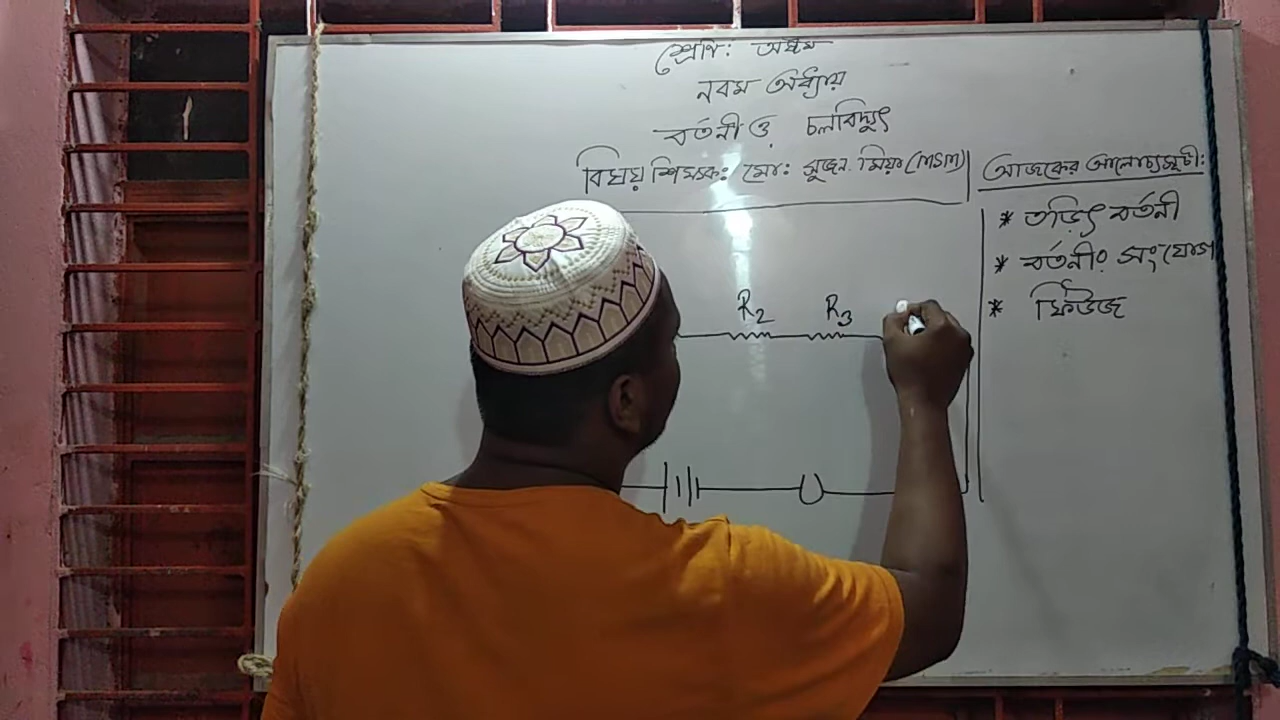 শ্রেণি: অষ্টম
নবম অধ্যায়
বর্তনী ও চলবিদ্যুৎ
বিষয় শিক্ষক: মো: সুজন মিয়া (MSM)
আজকের আলোচ্যসূচী:
* তড়িৎ বর্তনী
* বর্তনীর সংযোগ
* ফিউজ
R2 R3